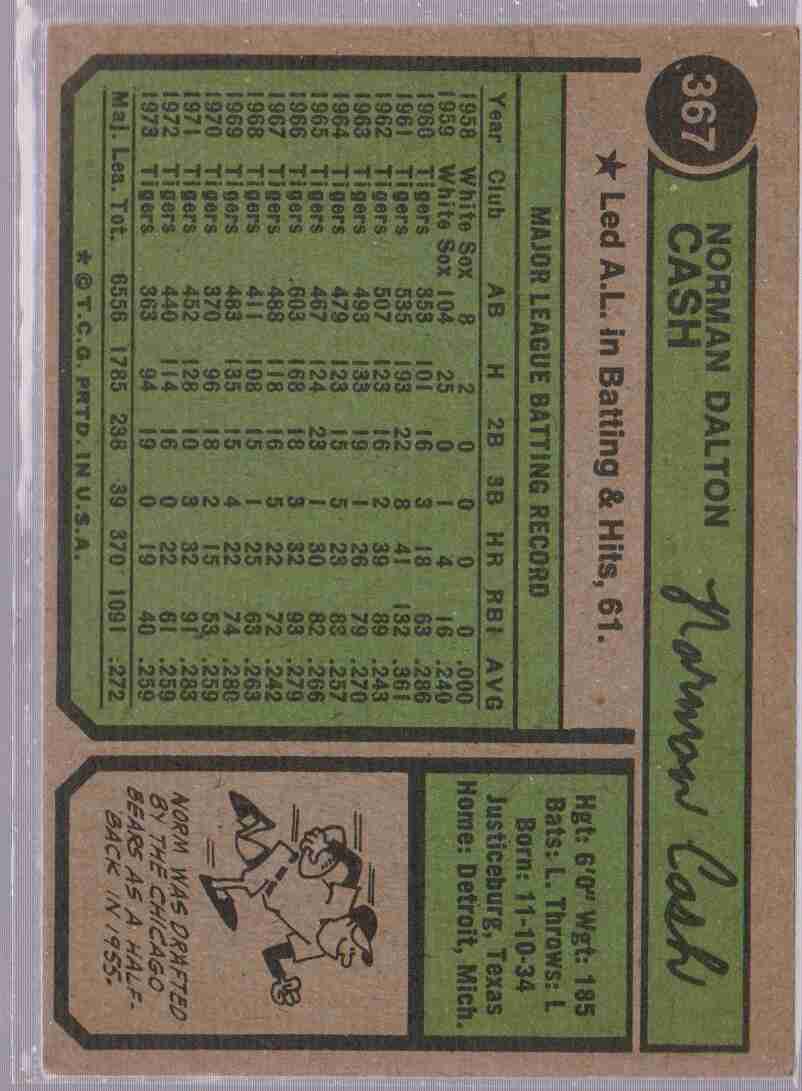 367
NORMAN DALTON
CASH
Norman Cash
★ Led A.L. in Batting & Hits, 61.
MAJOR LEAGUE BATTING RECORD
Year Club AB H 2B 3B HR RBI AVG
1958 White Sox 8 2 0 0 0 0 .000
1959 White Sox 104 25 0 1 4 16 .240
1960 Tigers 353 101 16 3 18 63 .286
1961 Tigers 535 193 22 8 41 132 .361
1962 Tigers 507 123 16 2 39 89 .243
1963 Tigers 493 133 19 1 26 79 .270
1964 Tigers 479 123 15 5 23 83 .257
1965 Tigers 467 124 23 1 30 82 .266
1966 Tigers 603 168 18 3 32 93 .279
1967 Tigers 488 118 16 5 22 72 .242
1968 Tigers 411 108 15 1 25 63 .263
1969 Tigers 483 135 15 4 22 74 .280
1970 Tigers 370 96 18 2 15 53 .259
1971 Tigers 452 128 10 3 32 91 .283
1972 Tigers 440 114 16 0 22 61 .259
1973 Tigers 363 94 19 0 19 40 .259
Maj. Lea. Tot. 6556 1785 238 39 370 1091 .272
* © T.C.G. PRTD. IN U.S.A.
Hgt: 6'0" Wgt: 185
Bats: L Throws: L
Born: 11-10-34
Justiceburg, Texas
Home: Detroit, Mich.
NORM WAS DRAFTED
BY THE CHICAGO
BEARS AS A HALF-
BACK IN 1955.